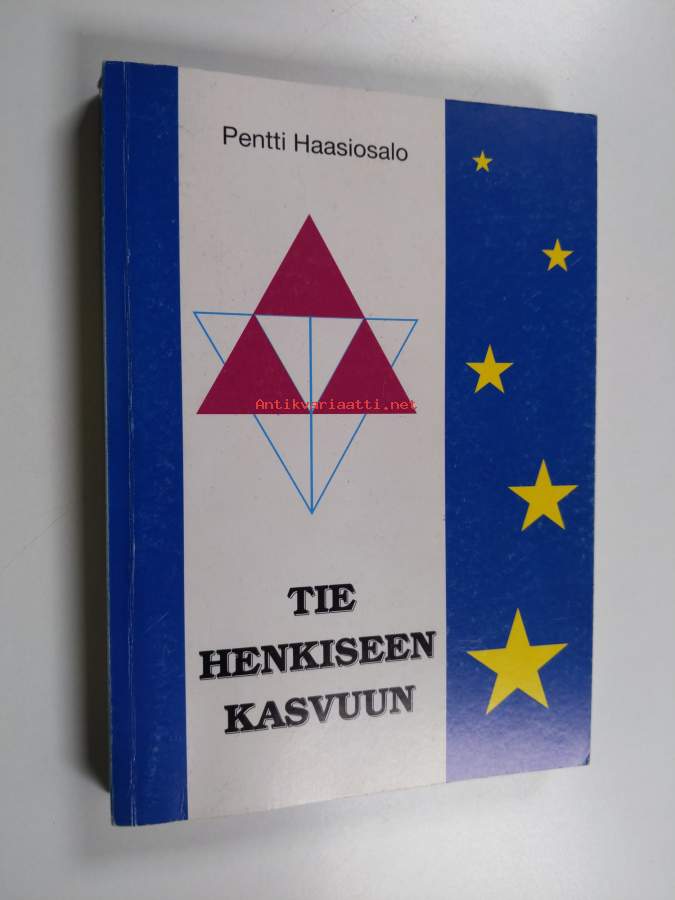 Pentti Haasiosalo
Antikvariaatti.net
TIE
HENKISEEN
KASVUUN